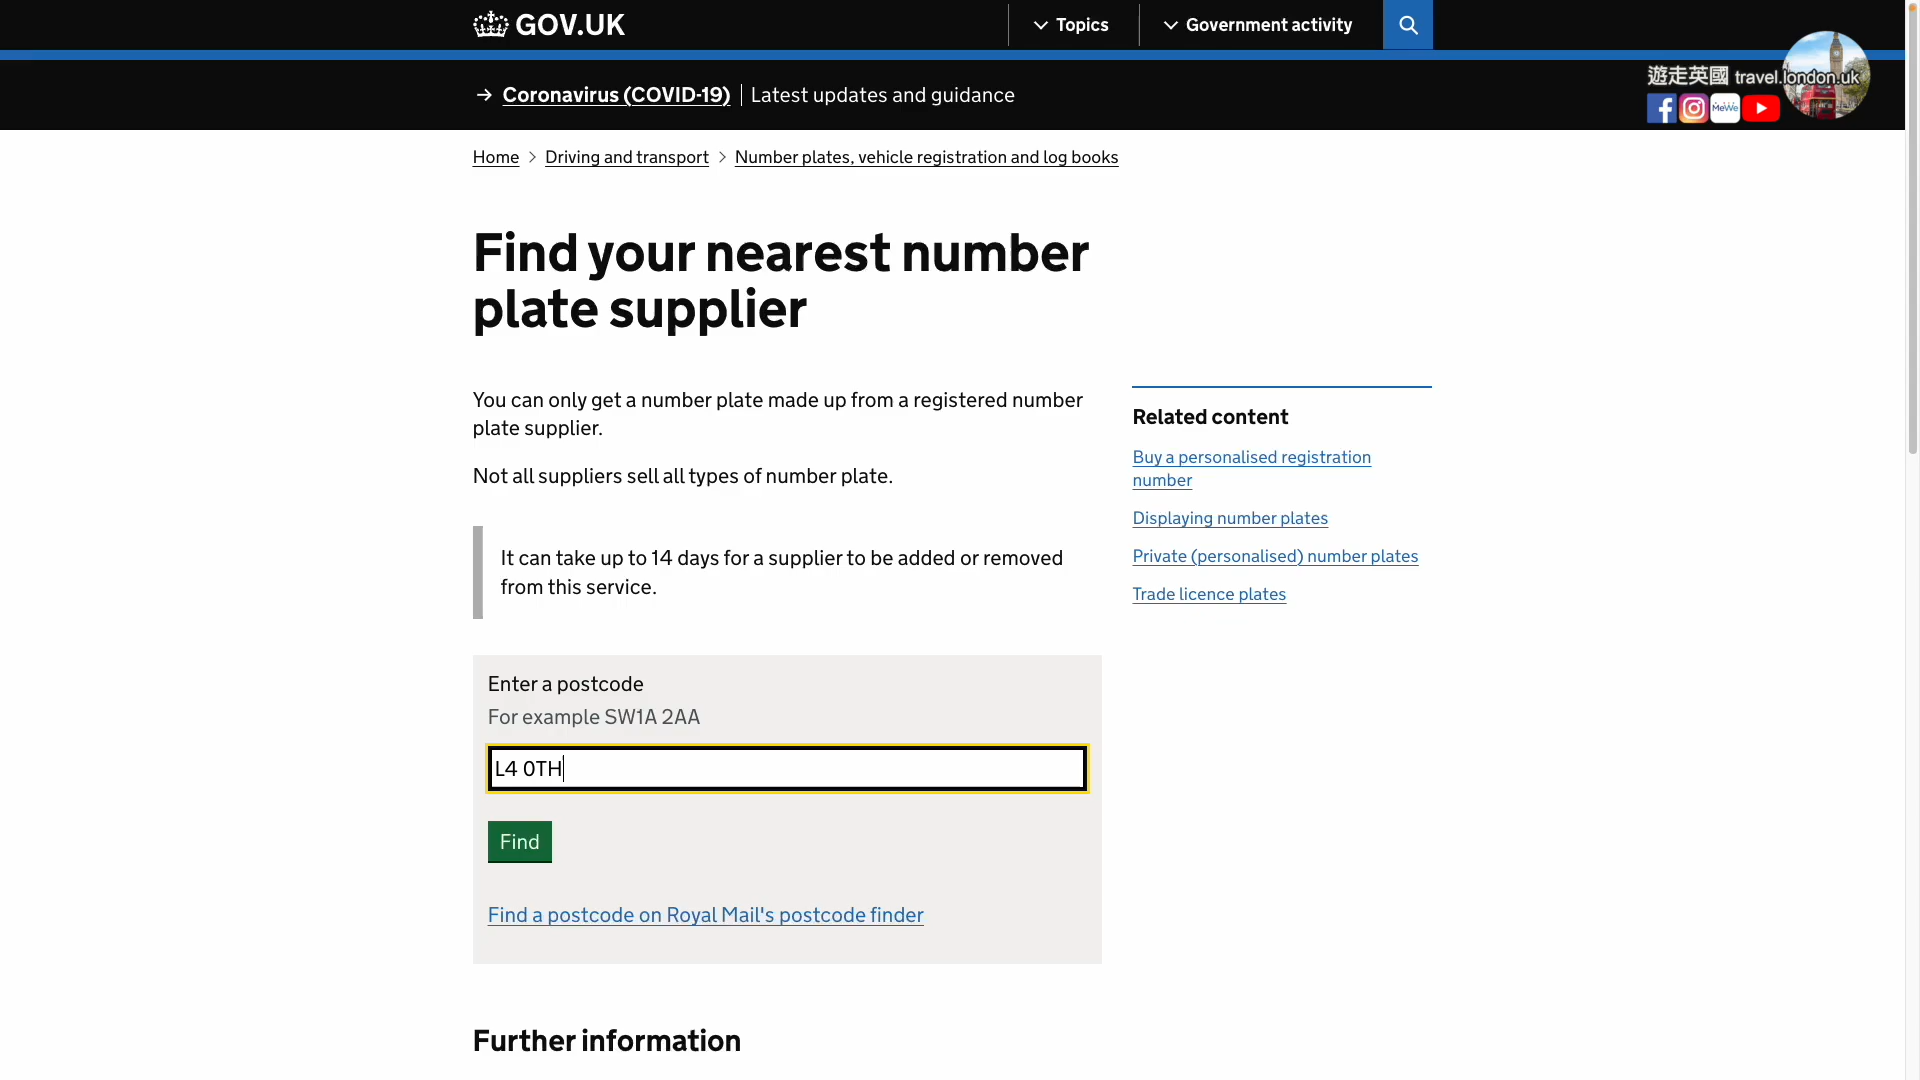 GOV.UK
Topics
Government activity
Coronavirus (COVID-19) Latest updates and guidance
遊走英國 travel.london.uk
MeWe
Home > Driving and transport > Number plates, vehicle registration and log books
Find your nearest number
plate supplier
You can only get a number plate made up from a registered number
plate supplier.
Not all suppliers sell all types of number plate.
It can take up to 14 days for a supplier to be added or removed
from this service.
Related content
Buy a personalised registration
number
Displaying number plates
Private (personalised) number plates
Trade licence plates
Enter a postcode
For example SW1A 2AA
L4 0TH
Find
Find a postcode on Royal Mail's postcode finder
Further information